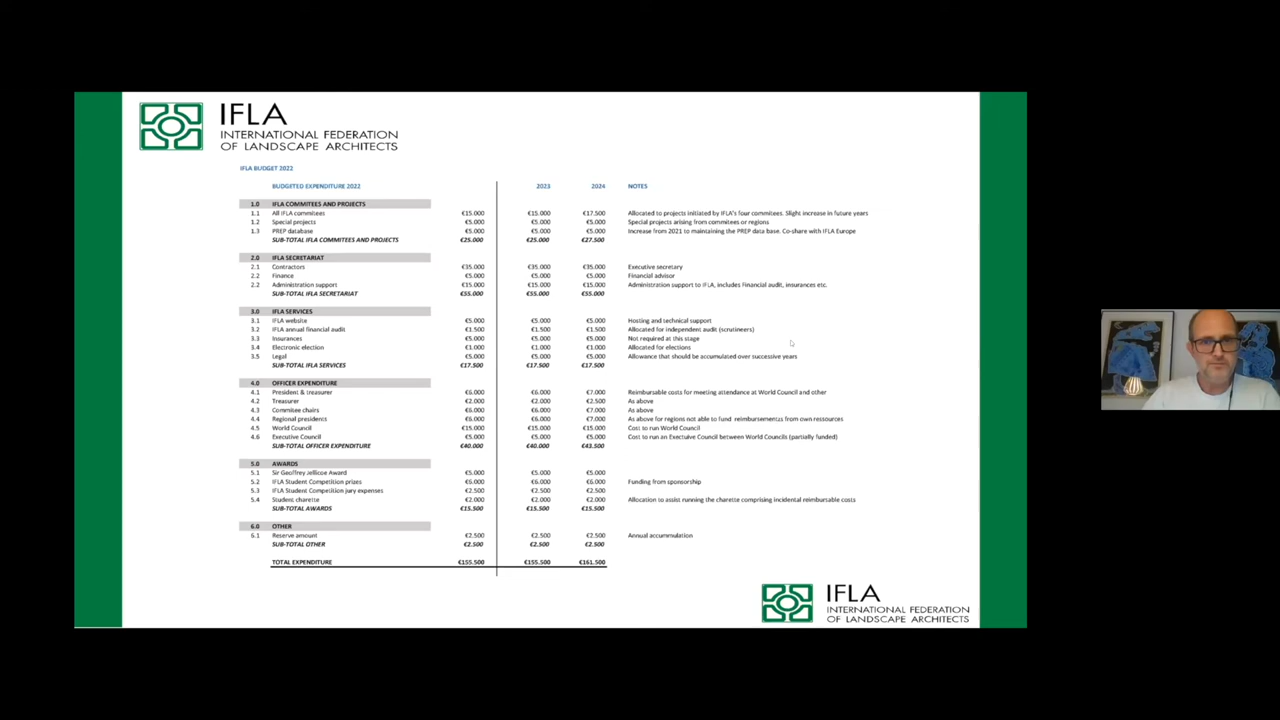 IFLA
INTERNATIONAL FEDERATION
OF LANDSCAPE ARCHITECTS
IFLA BUDGET 2022
BUDGETED EXPENDITURE 2022 2023 2024 NOTES
1.0 IFLA COMMITEES AND PROJECTS
1.1 All IFLA commitees €15.000 €15.000 €17.500 Allocated to projects initiated by IFLA's four commitees. Slight increase in future years
1.2 Special projects €5.000 €5.000 €5.000 Special projects arising from commitees or regions
1.3 PREP database €5.000 €5.000 €5.000 Increase from 2021 to maintaining the PREP data base. Co-share with IFLA Europe
SUB-TOTAL IFLA COMMITEES AND PROJECTS €25.000 €25.000 €27.500
2.0 IFLA SECRETARIAT
2.1 Contractors €35.000 €35.000 €35.000 Executive secretary
2.2 Finance €5.000 €5.000 €5.000 Financial advisor
2.2 Administration support €15.000 €15.000 €15.000 Administration support to IFLA, includes Financial audit, insurances etc.
SUB-TOTAL IFLA SECRETARIAT €55.000 €55.000 €55.000
3.0 IFLA SERVICES
3.1 IFLA website €5.000 €5.000 €5.000 Hosting and technical support
3.2 IFLA annual financial audit €1.500 €1.500 €1.500 Allocated for independent audit (scrutineers)
3.3 Insurances €5.000 €5.000 €5.000 Not required at this stage
3.4 Electronic election €1.000 €1.000 €1.000 Allocated for elections
3.5 Legal €5.000 €5.000 €5.000 Allowance that should be accumulated over successive years
SUB-TOTAL IFLA SERVICES €17.500 €17.500 €17.500
4.0 OFFICER EXPENDITURE
4.1 President & treasurer €6.000 €6.000 €7.000 Reimbursable costs for meeting attendance at World Council and other
4.2 Treasurer €2.000 €2.000 €2.500 As above
4.3 Commitee chairs €6.000 €6.000 €7.000 As above
4.4 Regional presidents €6.000 €6.000 €7.000 As above for regions not able to fund reimbursements from own ressources
4.5 World Council €15.000 €15.000 €15.000 Cost to run World Council
4.6 Executive Council €5.000 €5.000 €5.000 Cost to run an Exectuive Council between World Councils (partially funded)
SUB-TOTAL OFFICER EXPENDITURE €40.000 €40.000 €43.500
5.0 AWARDS
5.1 Sir Geoffrey Jellicoe Award €5.000 €5.000 €5.000
5.2 IFLA Student Competition prizes €6.000 €6.000 €6.000 Funding from sponsorship
5.3 IFLA Student Competition jury expenses €2.500 €2.500 €2.500
5.4 Student charette €2.000 €2.000 €2.000 Allocation to assist running the charette comprising incidental reimbursable costs
SUB-TOTAL AWARDS €15.500 €15.500 €15.500
6.0 OTHER
6.1 Reserve amount €2.500 €2.500 €2.500 Annual accummulation
SUB-TOTAL OTHER €2.500 €2.500 €2.500
TOTAL EXPENDITURE €155.500 €155.500 €161.500
IFLA
INTERNATIONAL FEDERATION
OF LANDSCAPE ARCHITECTS